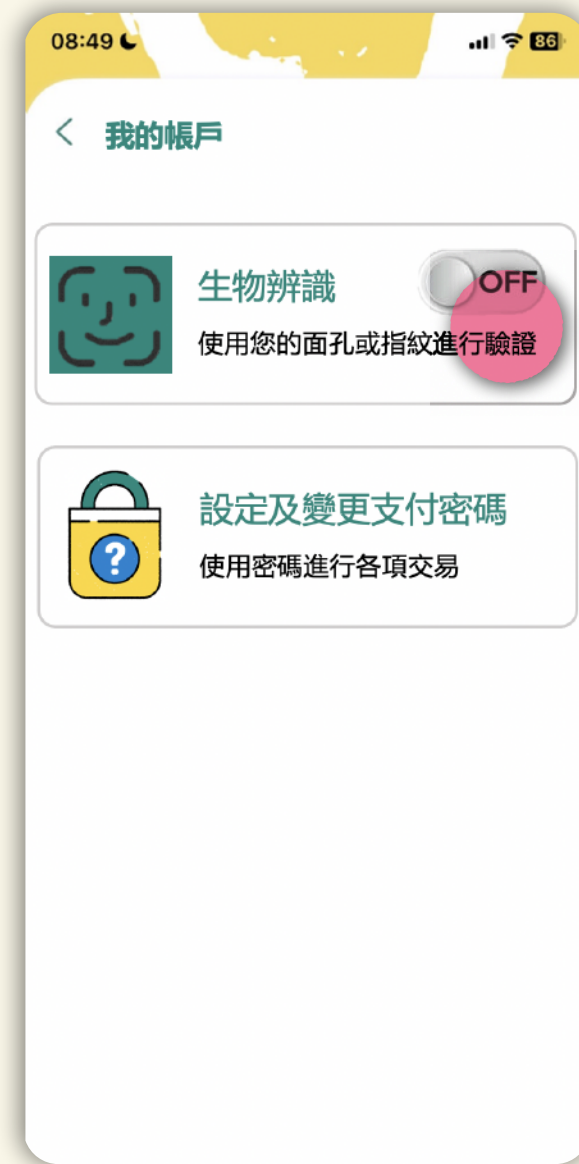 08:49
86
我的帳戶
生物辨識
OFF
使用您的面孔或指紋進行驗證
設定及變更支付密碼
?
使用密碼進行各項交易